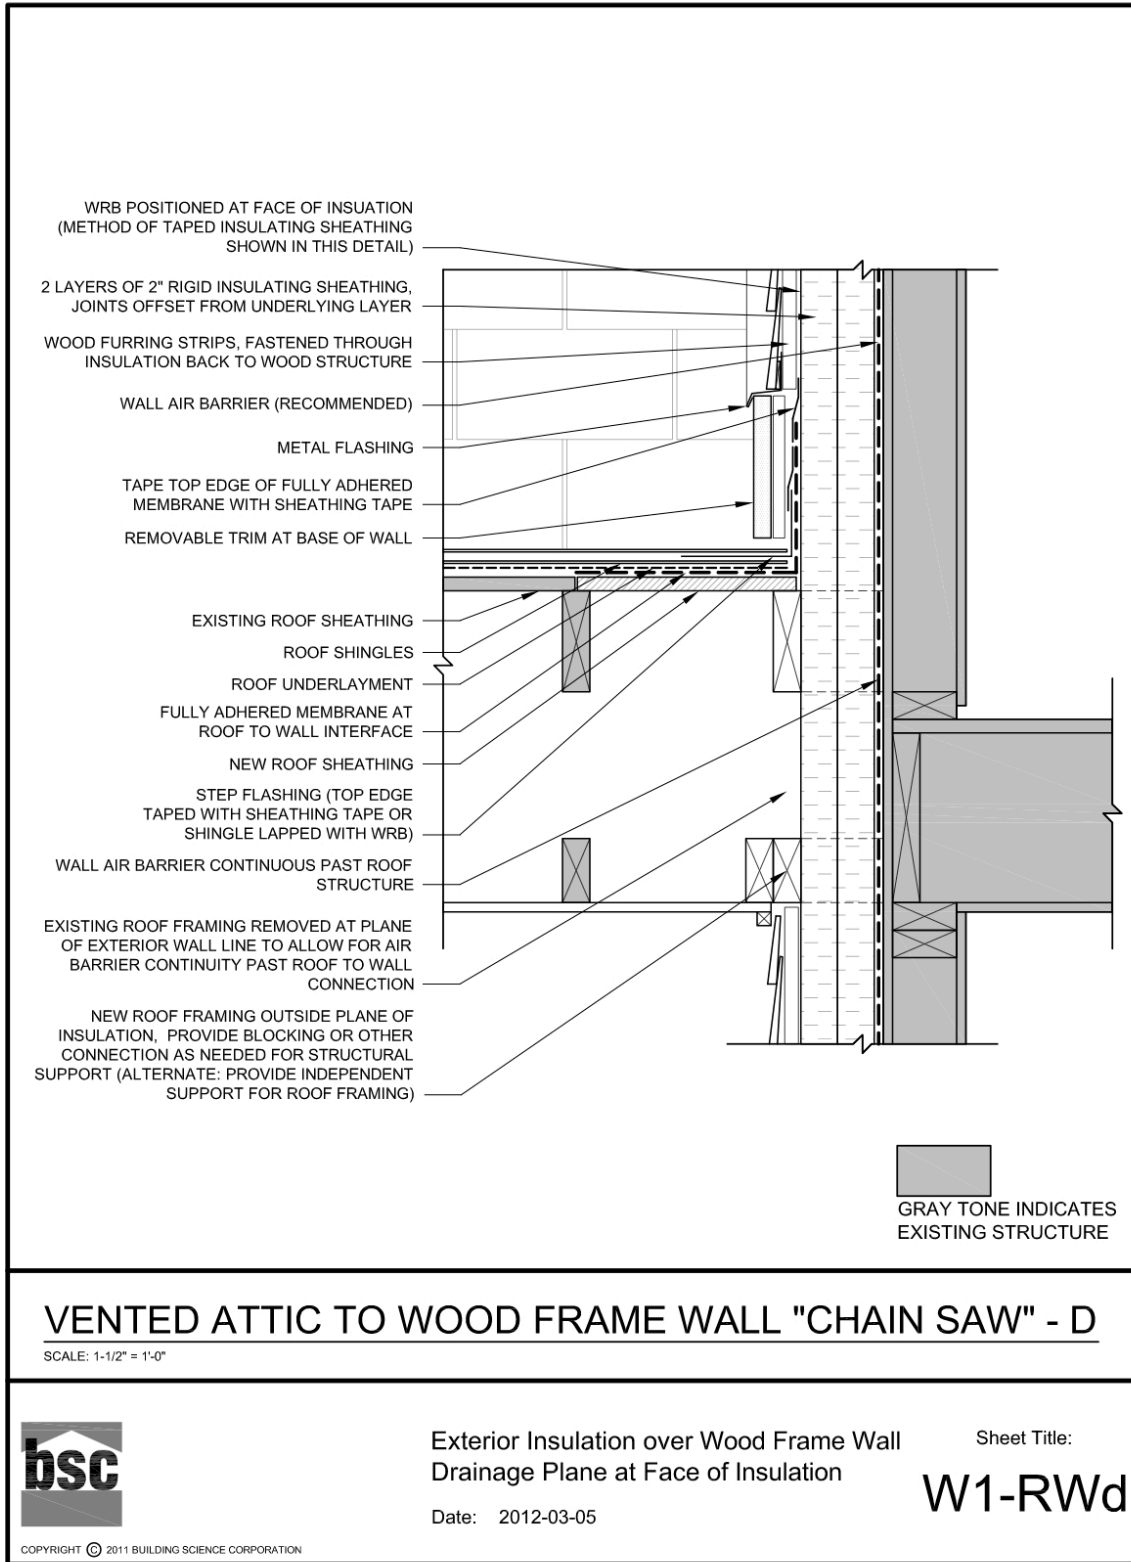 WRB POSITIONED AT FACE OF INSUATION
(METHOD OF TAPED INSULATING SHEATHING
SHOWN IN THIS DETAIL)
2 LAYERS OF 2" RIGID INSULATING SHEATHING,
JOINTS OFFSET FROM UNDERLYING LAYER
WOOD FURRING STRIPS, FASTENED THROUGH
INSULATION BACK TO WOOD STRUCTURE
WALL AIR BARRIER (RECOMMENDED)
METAL FLASHING
TAPE TOP EDGE OF FULLY ADHERED
MEMBRANE WITH SHEATHING TAPE
REMOVABLE TRIM AT BASE OF WALL
EXISTING ROOF SHEATHING
ROOF SHINGLES
ROOF UNDERLAYMENT
FULLY ADHERED MEMBRANE AT
ROOF TO WALL INTERFACE
NEW ROOF SHEATHING
STEP FLASHING (TOP EDGE
TAPED WITH SHEATHING TAPE OR
SHINGLE LAPPED WITH WRB)
WALL AIR BARRIER CONTINUOUS PAST ROOF
STRUCTURE
EXISTING ROOF FRAMING REMOVED AT PLANE
OF EXTERIOR WALL LINE TO ALLOW FOR AIR
BARRIER CONTINUITY PAST ROOF TO WALL
CONNECTION
NEW ROOF FRAMING OUTSIDE PLANE OF
INSULATION, PROVIDE BLOCKING OR OTHER
CONNECTION AS NEEDED FOR STRUCTURAL
SUPPORT (ALTERNATE: PROVIDE INDEPENDENT
SUPPORT FOR ROOF FRAMING)
GRAY TONE INDICATES
EXISTING STRUCTURE
VENTED ATTIC TO WOOD FRAME WALL "CHAIN SAW" - D
SCALE: 1-1/2" = 1'-0"
bsc
COPYRIGHT © 2011 BUILDING SCIENCE CORPORATION
Exterior Insulation over Wood Frame Wall
Drainage Plane at Face of Insulation
Date: 2012-03-05
Sheet Title:
W1-RWd